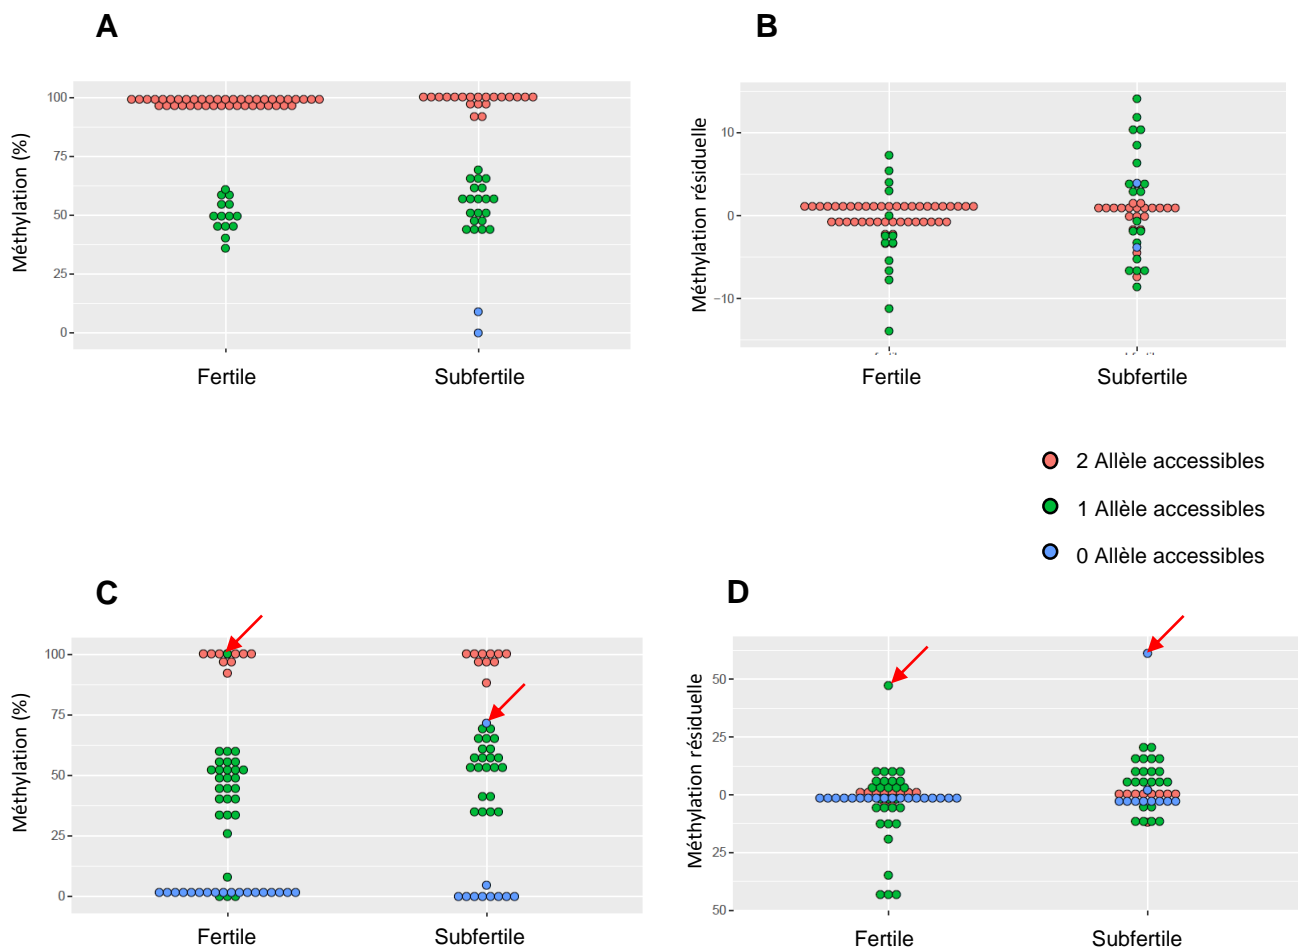 A
B
Méthylation (%)
100
75
50
25
0
Fertile
Subfertile
Méthylation résiduelle
10
0
−10
Fertile
Subfertile
2 Allèle accessibles
1 Allèle accessibles
0 Allèle accessibles
C
D
Méthylation (%)
100
75
50
25
0
Fertile
Subfertile
Méthylation résiduelle
50
25
0
25
50
Fertile
Subfertile